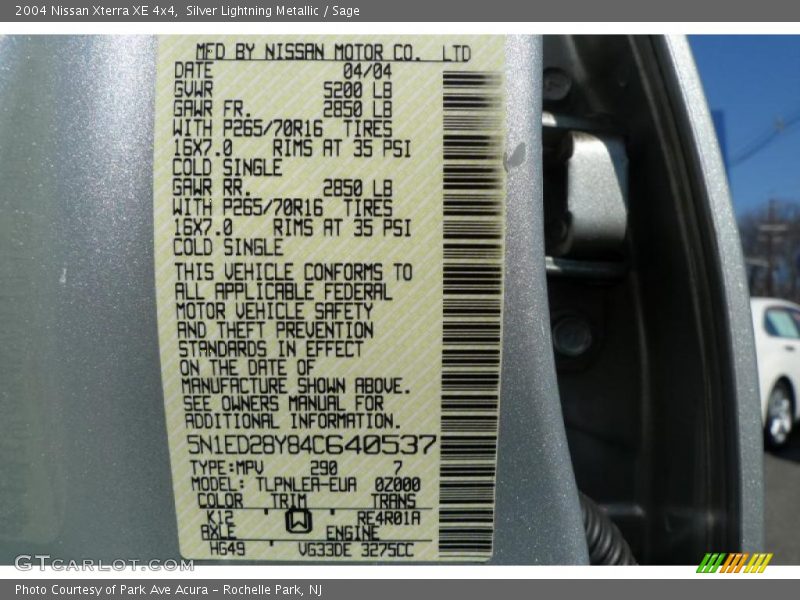 2004 Nissan Xterra XE 4x4, Silver Lightning Metallic / Sage
MFD BY NISSAN MOTOR CO. LTD
DATE 04/04
GVWR 5200 LB
GAWR FR. 2850 LB
WITH P265/70R16 TIRES
16X7.0 RIMS AT 35 PSI
COLD SINGLE
GAWR RR. 2850 LB
WITH P265/70R16 TIRES
16X7.0 RIMS AT 35 PSI
COLD SINGLE
THIS VEHICLE CONFORMS TO
ALL APPLICABLE FEDERAL
MOTOR VEHICLE SAFETY
AND THEFT PREVENTION
STANDARDS IN EFFECT
ON THE DATE OF
MANUFACTURE SHOWN ABOVE.
SEE OWNERS MANUAL FOR
ADDITIONAL INFORMATION.
5N1ED28Y84C640537
TYPE:MPV 290 7
MODEL: TLPNLEA-EUA 0Z000
COLOR TRIM TRANS
K12 W RE4R01A
AXLE ENGINE
HG49 VG33DE 3275CC
GTCarLot.com
Photo Courtesy of Park Ave Acura - Rochelle Park, NJ